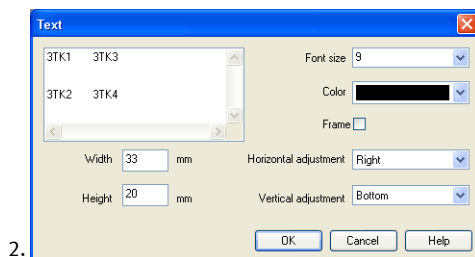 Text
3TK1 3TK3
3TK2 3TK4
Font size 9
Color
Frame
Width 33 mm
Horizontal adjustment Right
Height 20 mm
Vertical adjustment Bottom
OK Cancel Help
2.